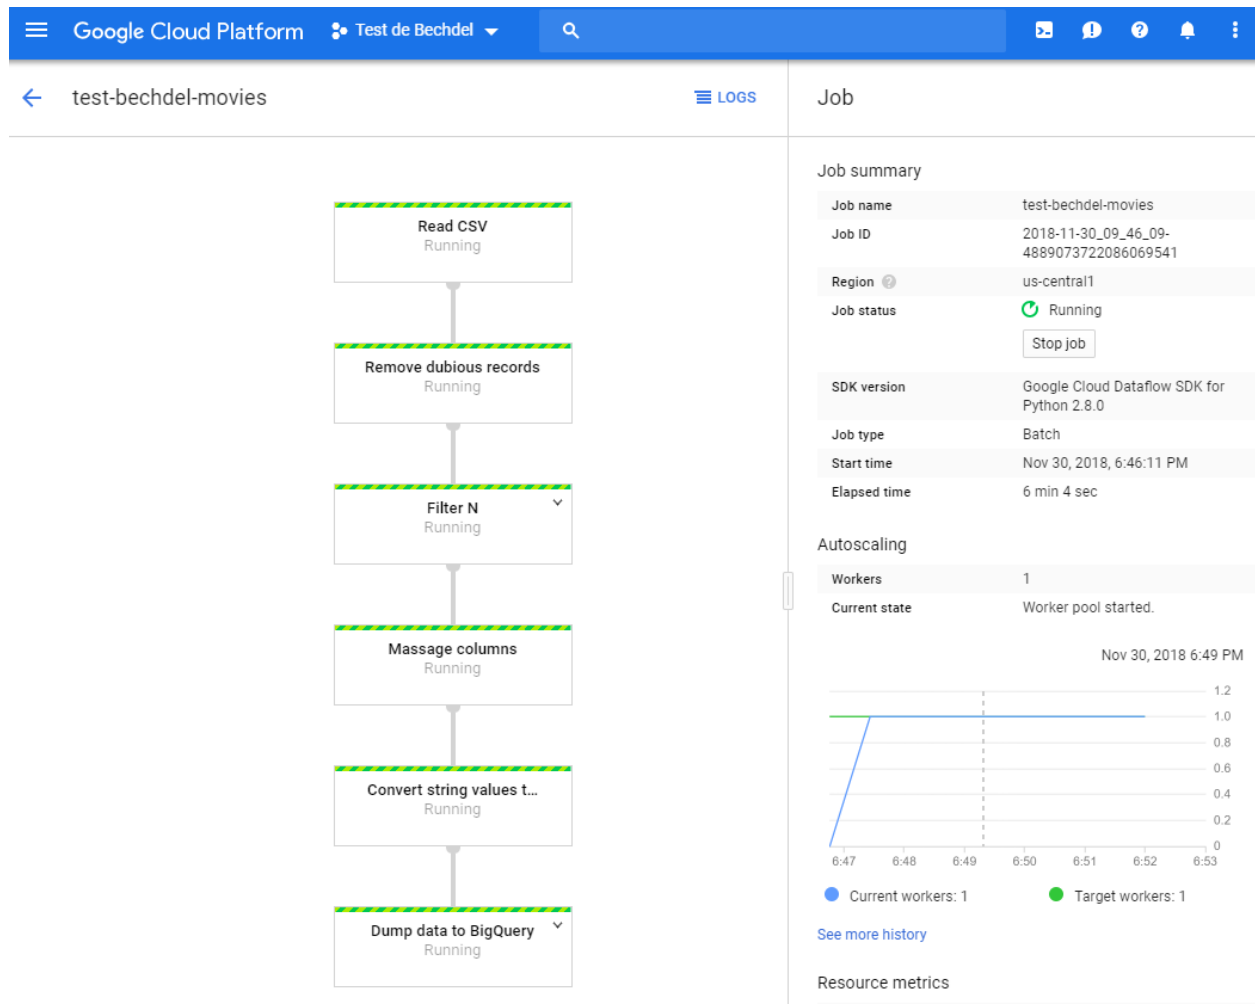 Google Cloud Platform Test de Bechdel
test-bechdel-movies
LOGS
Read CSV
Running
Remove dubious records
Running
Filter N
Running
Massage columns
Running
Convert string values t...
Running
Dump data to BigQuery
Running
Job
Job summary
Job name test-bechdel-movies
Job ID 2018-11-30_09_46_09-
4889073722086069541
Region us-central1
Job status Running
Stop job
SDK version Google Cloud Dataflow SDK for
Python 2.8.0
Job type Batch
Start time Nov 30, 2018, 6:46:11 PM
Elapsed time 6 min 4 sec
Autoscaling
Workers 1
Current state Worker pool started.
Nov 30, 2018 6:49 PM
1.2
1.0
0.8
0.6
0.4
0.2
0
6:47 6:48 6:49 6:50 6:51 6:52 6:53
Current workers: 1 Target workers: 1
See more history
Resource metrics